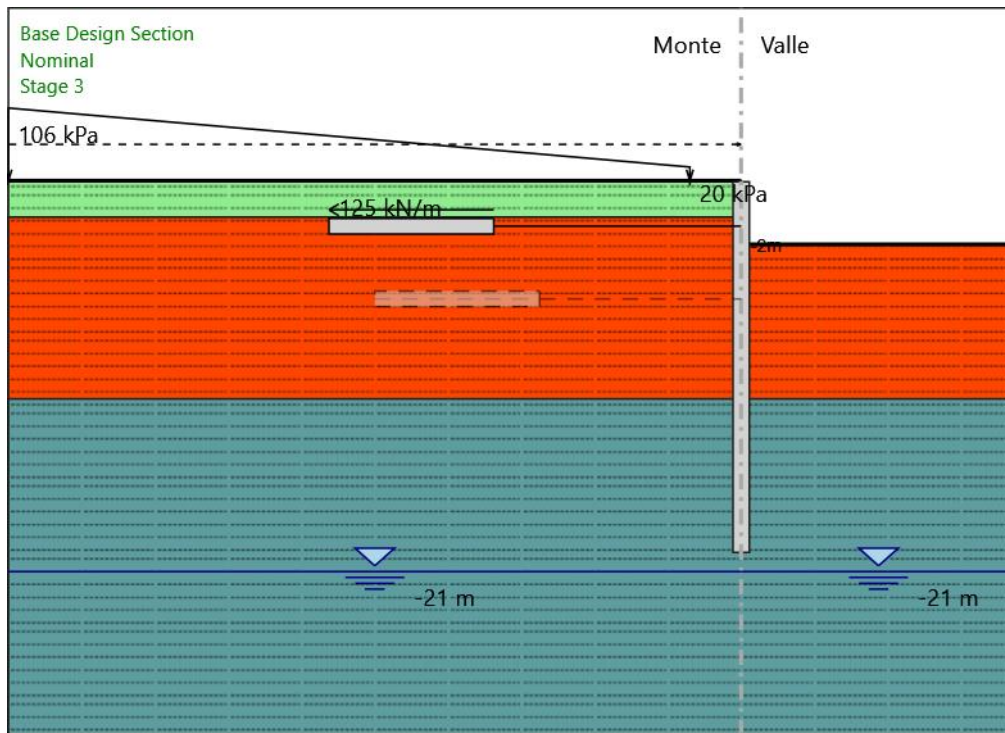 Base Design Section
Nominal
Stage 3
Monte
Valle
106 kPa
20 kPa
125 kN/m
-2m
-21 m
-21 m